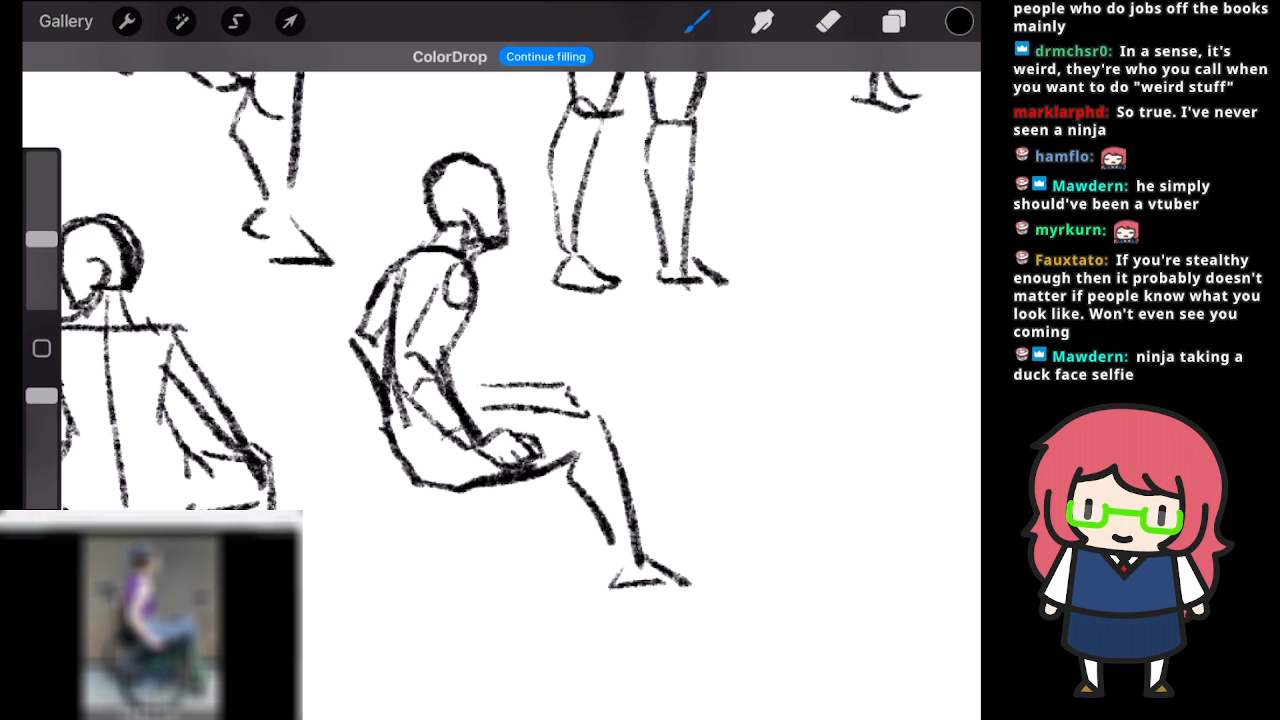 Gallery
ColorDrop Continue filling
people who do jobs off the books
mainly
drmchsr0: In a sense, it's
weird, they're who you call when
you want to do "weird stuff"
marklarphd: So true. I've never
seen a ninja
hamflo:
Mawdern: he simply
should've been a vtuber
myrkurn:
Fauxtato: If you're stealthy
enough then it probably doesn't
matter if people know what you
look like. Won't even see you
coming
Mawdern: ninja taking a
duck face selfie